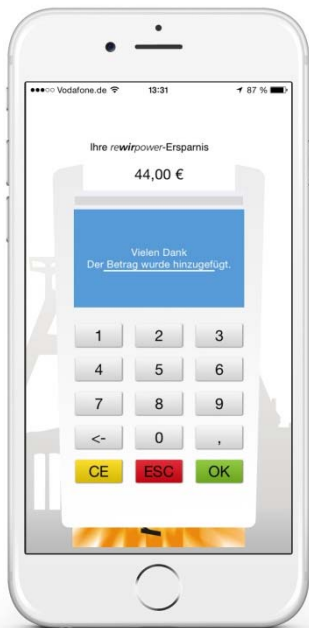 Vodafone.de 13:31 87 %
Ihre rewirpower-Ersparnis
44,00 €
Vielen Dank
Der Betrag wurde hinzugefügt.
1 2 3
4 5 6
7 8 9
<- 0 ,
CE ESC OK